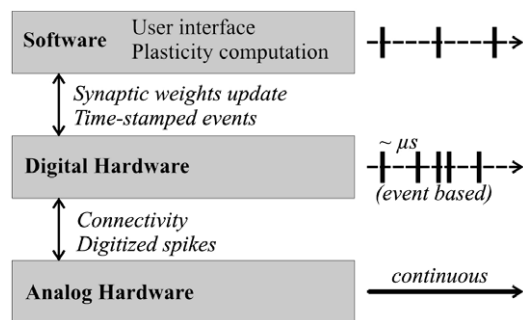 Software
User interface
Plasticity computation
Synaptic weights update
Time-stamped events
Digital Hardware
~ μs
(event based)
Connectivity
Digitized spikes
Analog Hardware
continuous